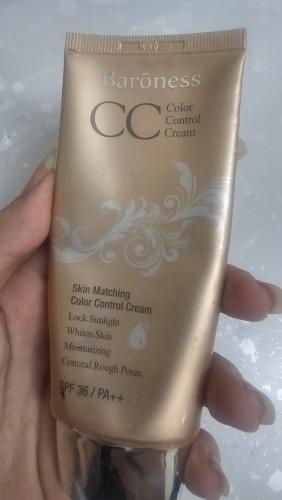 Barōness
CC Color
Control
Cream
Skin Matching
Color Control Cream
Lock Sunlight
Whiten Skin
Moisturizing
Conceal Rough Pores
SPF 36 / PA++